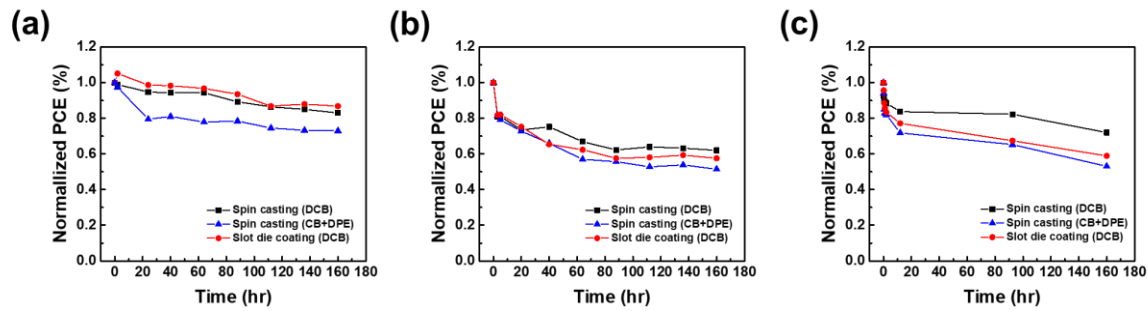 (a)
Normallized PCE (%)
1.2
1.0
0.8
0.6
0.4
0.2
0.0
Spin casting (DCB)
Spin casting (CB+DPE)
Slot die coating (DCB)
0 20 40 60 80 100 120 140 160 180
Time (hr)
(b)
Normallized PCE (%)
1.2
1.0
0.8
0.6
0.4
0.2
0.0
Spin casting (DCB)
Spin casting (CB+DPE)
Slot die coating (DCB)
0 20 40 60 80 100 120 140 160 180
Time (hr)
(c)
Normallized PCE (%)
1.2
1.0
0.8
0.6
0.4
0.2
0.0
Spin casting (DCB)
Spin casting (CB+DPE)
Slot die coating (DCB)
0 20 40 60 80 100 120 140 160 180
Time (hr)